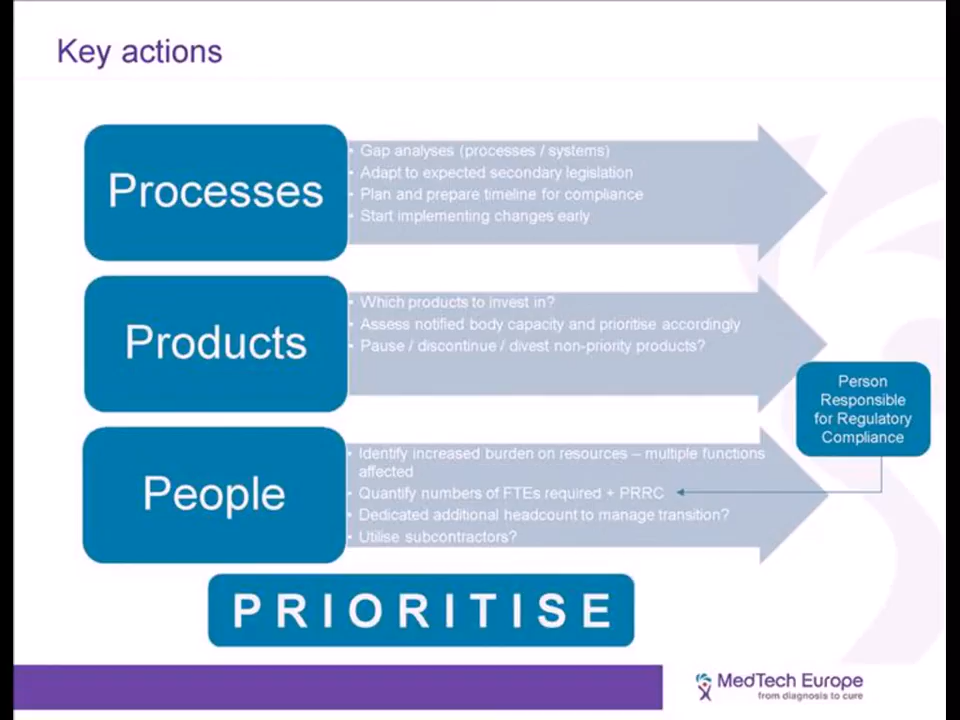 Key actions
Processes
• Gap analyses (processes / systems)
• Adapt to expected secondary legislation
• Plan and prepare timeline for compliance
• Start implementing changes early
Products
• Which products to invest in?
• Assess notified body capacity and prioritise accordingly
• Pause / discontinue / divest non-priority products?
Person
Responsible
for Regulatory
Compliance
People
• Identify increased burden on resources – multiple functions
affected
• Quantify numbers of FTEs required + PRRC
• Dedicated additional headcount to manage transition?
• Utilise subcontractors?
PRIORITISE
MedTech Europe
from diagnosis to cure